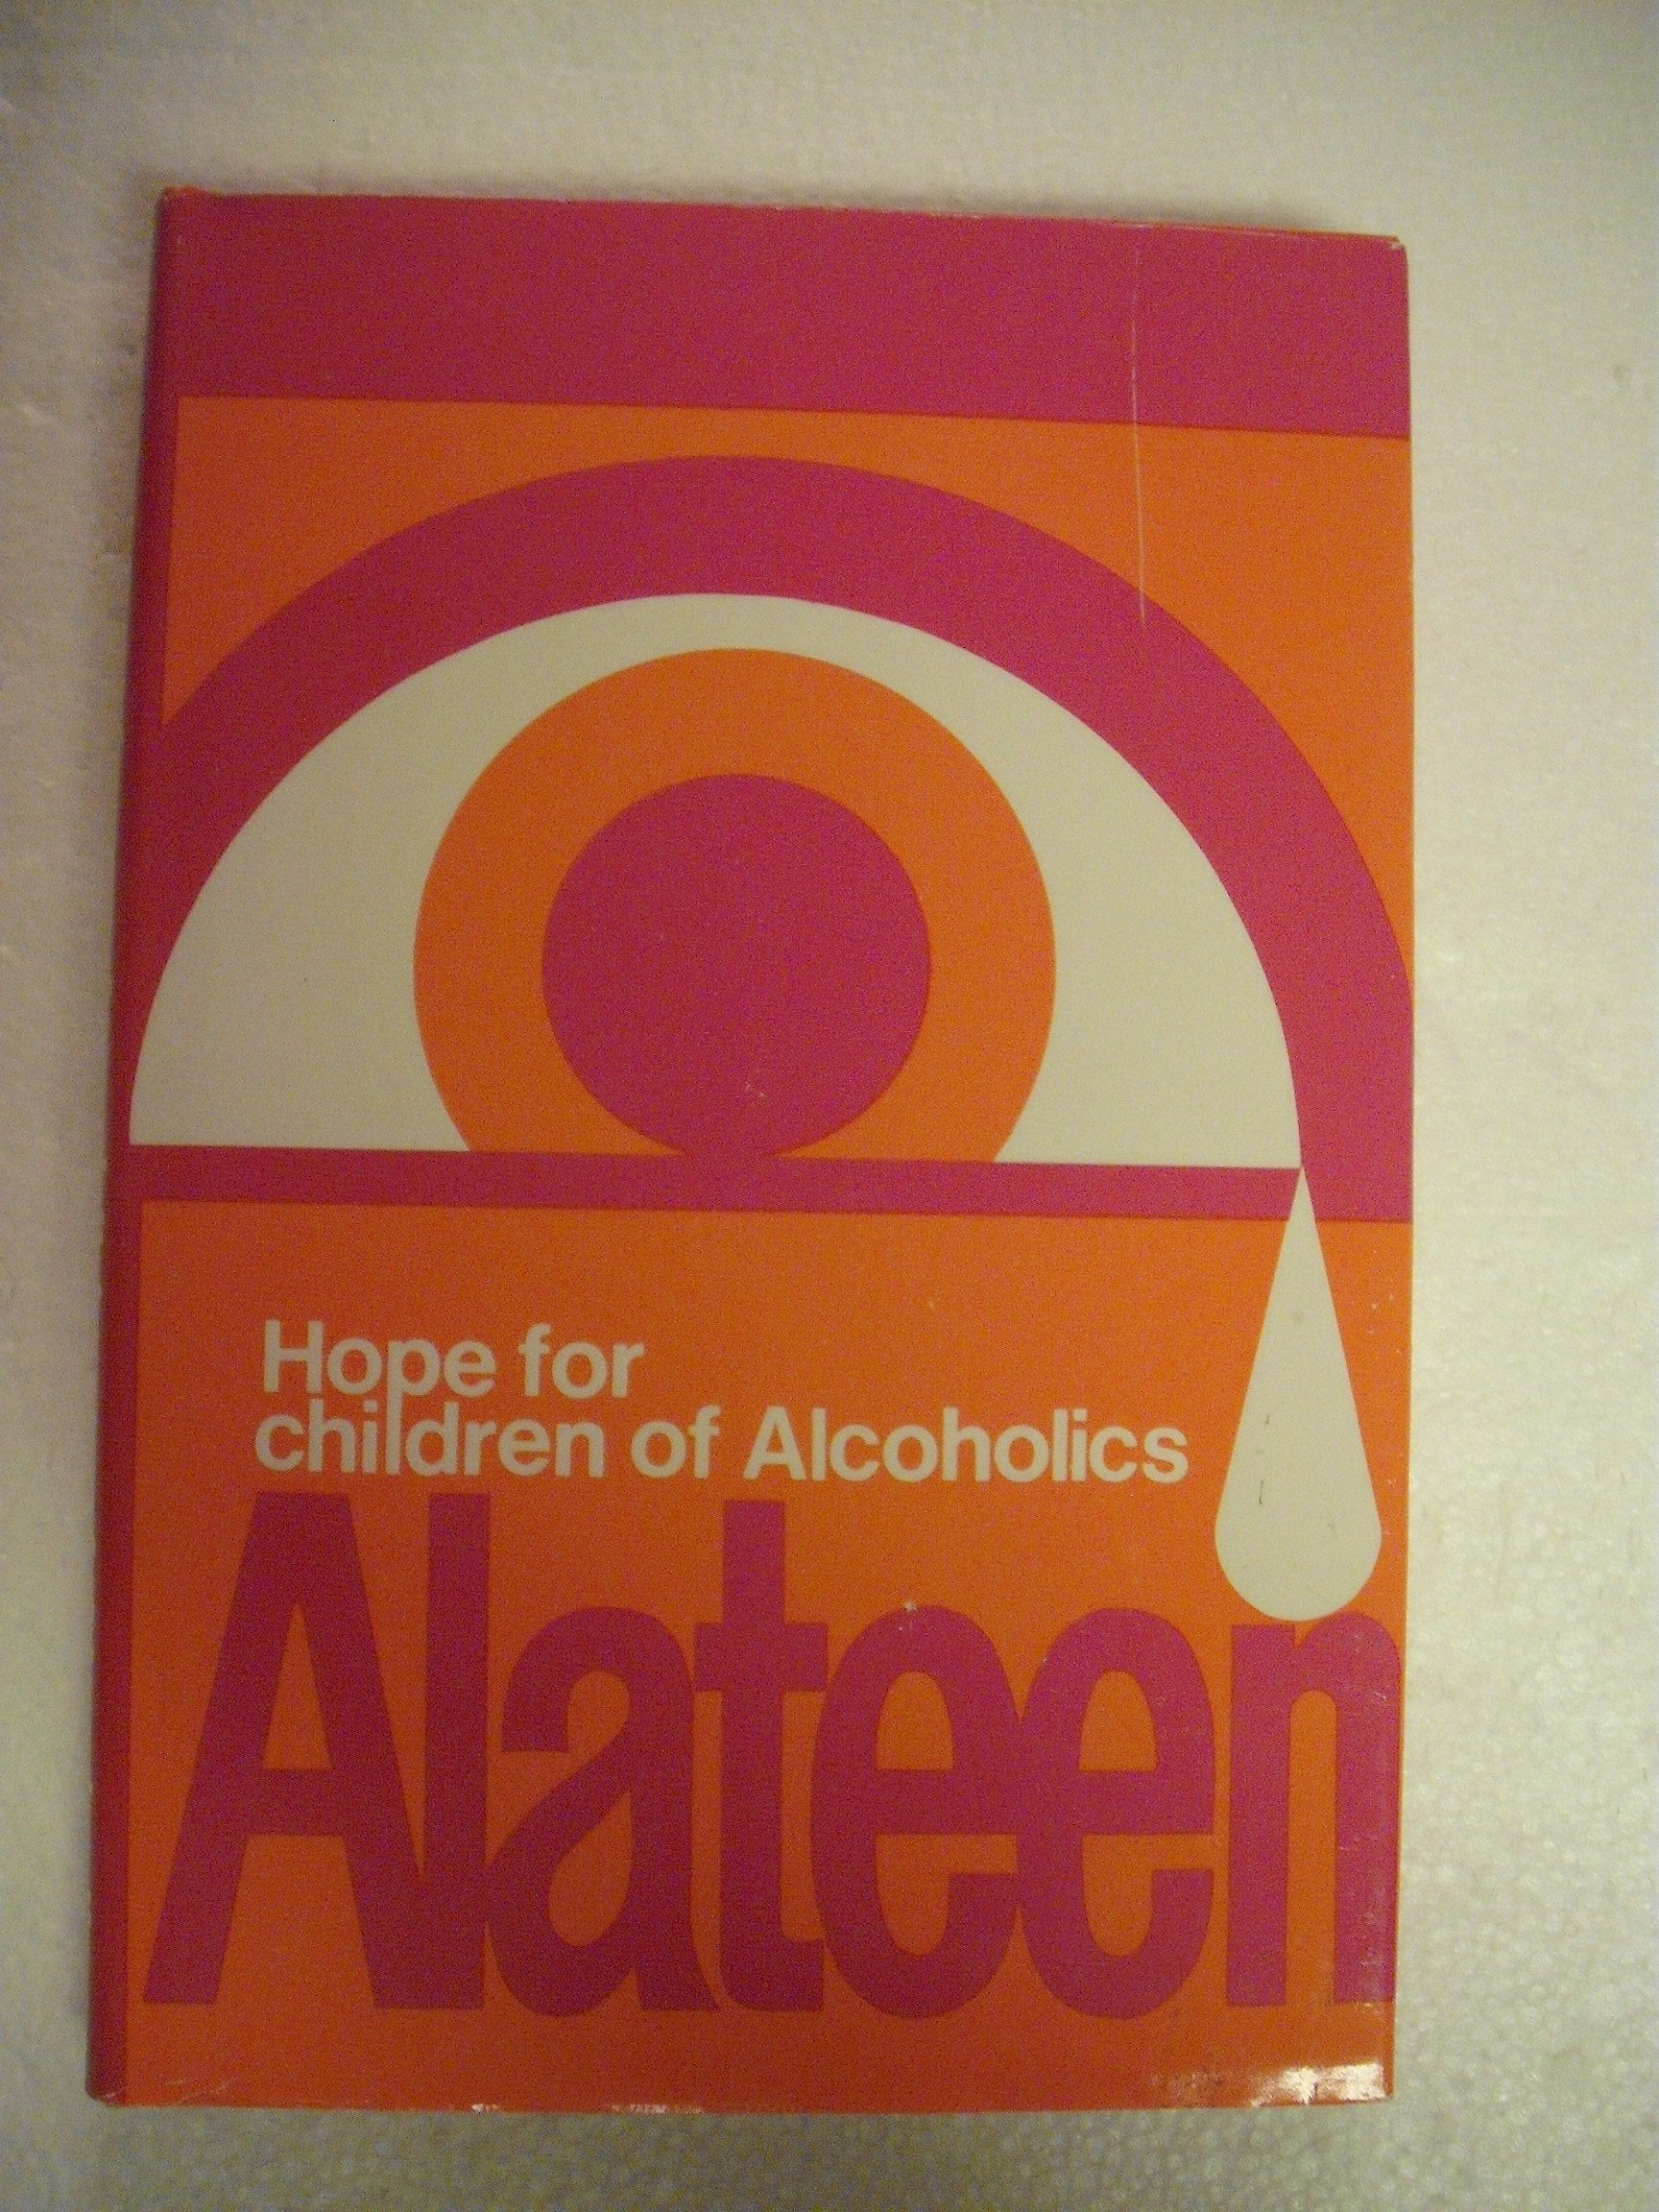 Hope for
children of Alcoholics
Alateen